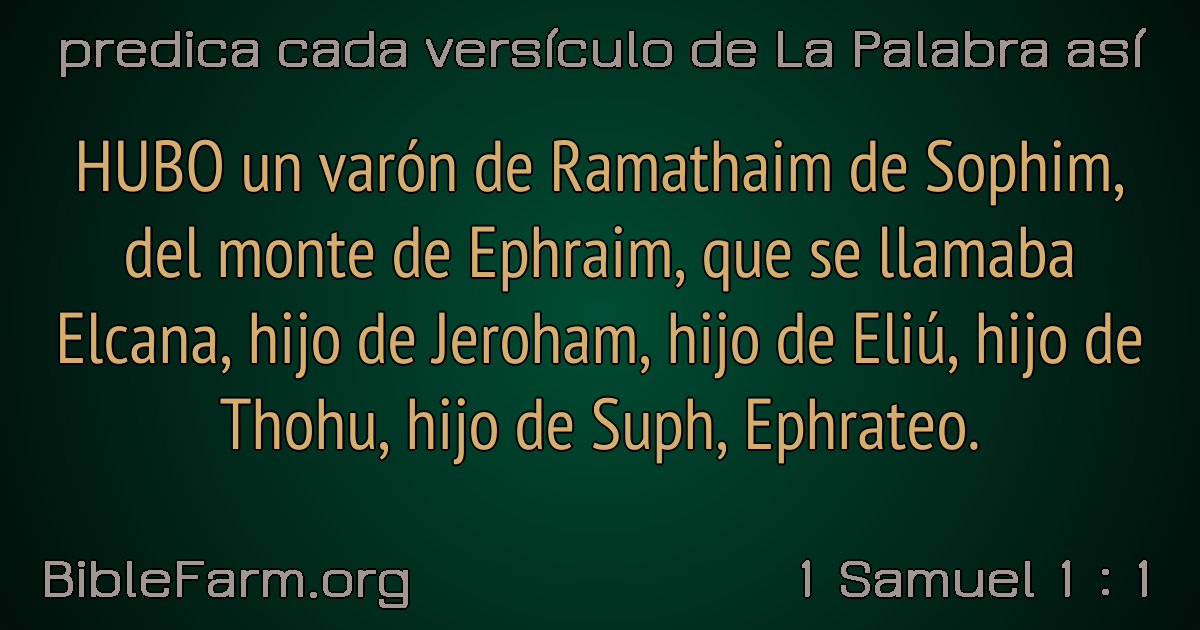 predica cada versículo de La Palabra así
HUBO un varón de Ramathaim de Sophim,
del monte de Ephraim, que se llamaba
Elcana, hijo de Jeroham, hijo de Eliú, hijo de
Thohu, hijo de Suph, Ephrateo.
BibleFarm.org
1 Samuel 1 : 1